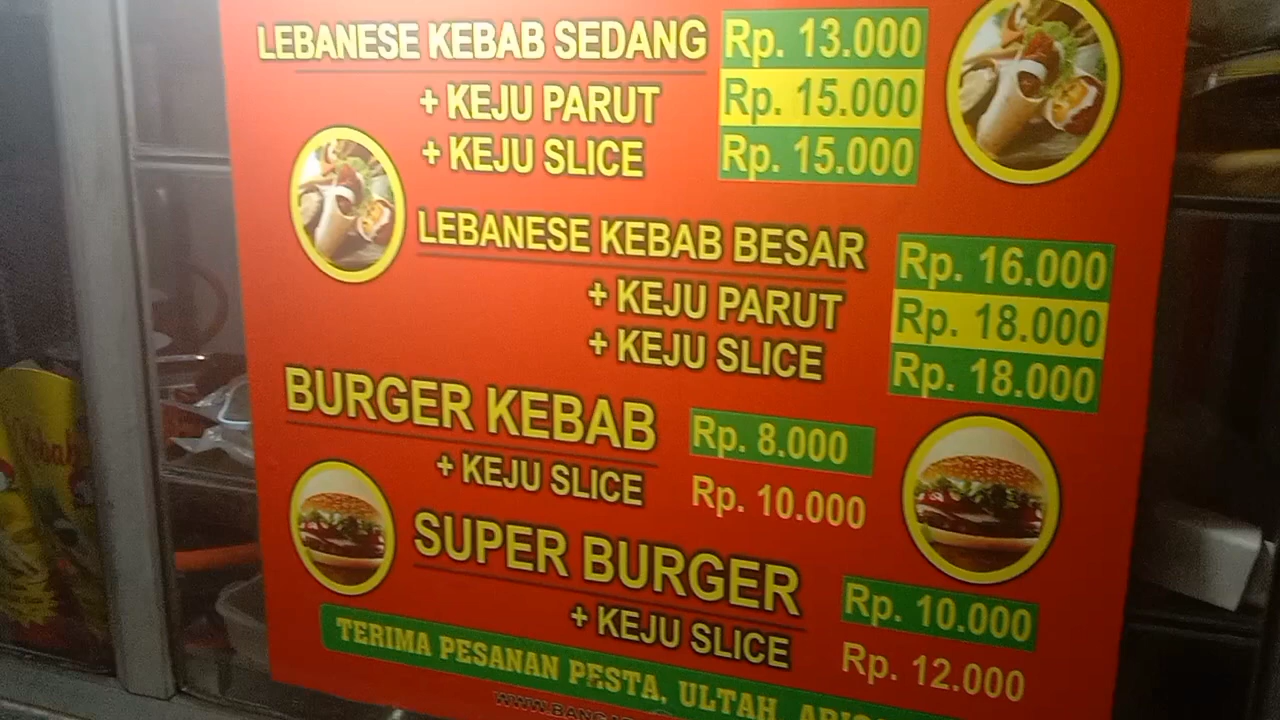 LEBANESE KEBAB SEDANG Rp. 13.000
+ KEJU PARUT Rp. 15.000
+ KEJU SLICE Rp. 15.000
LEBANESE KEBAB BESAR Rp. 16.000
+ KEJU PARUT Rp. 18.000
+ KEJU SLICE Rp. 18.000
BURGER KEBAB Rp. 8.000
+ KEJU SLICE Rp. 10.000
SUPER BURGER Rp. 10.000
+ KEJU SLICE Rp. 12.000
TERIMA PESANAN PESTA, ULTAH